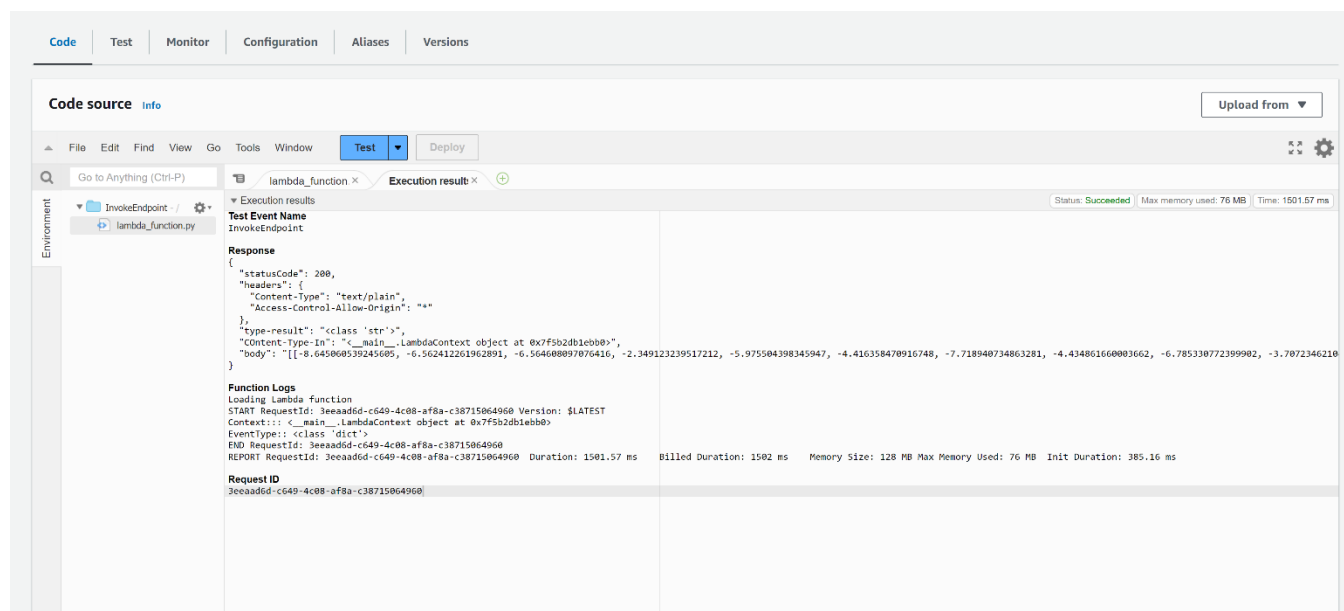 Code Test Monitor Configuration Aliases Versions
Code source Info
Upload from
File Edit Find View Go Tools Window Test Deploy
Go to Anything (Ctrl-P)
lambda_function Execution results
Environment
InvokeEndpoint - /
lambda_function.py
Execution results
Status: Succeeded Max memory used: 76 MB Time: 1501.57 ms
Test Event Name
InvokeEndpoint
Response
{
"statusCode": 200,
"headers": {
"Content-Type": "text/plain",
"Access-Control-Allow-Origin": "*"
},
"type-result": "<class 'str'>",
"COntent-Type-In": "<__main__.LambdaContext object at 0x7f5b2db1ebb0>",
"body": "[[-8.645060539245605, -6.562412261962891, -6.564608097076416, -2.349123239517212, -5.975504398345947, -4.416358470916748, -7.718940734863281, -4.434861660003662, -6.785330772399902, -3.7072346210
}
Function Logs
Loading Lambda function
START RequestId: 3eeaad6d-c649-4c08-af8a-c38715064960 Version: $LATEST
Context::: <__main__.LambdaContext object at 0x7f5b2db1ebb0>
EventType:: <class 'dict'>
END RequestId: 3eeaad6d-c649-4c08-af8a-c38715064960
REPORT RequestId: 3eeaad6d-c649-4c08-af8a-c38715064960 Duration: 1501.57 ms Billed Duration: 1502 ms Memory Size: 128 MB Max Memory Used: 76 MB Init Duration: 385.16 ms
Request ID
3eeaad6d-c649-4c08-af8a-c38715064960